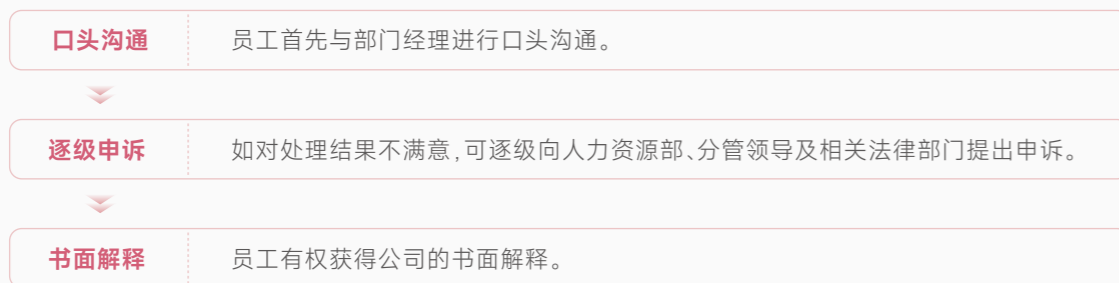 口头沟通 员工首先与部门经理进行口头沟通。
逐级申诉 如对处理结果不满意,可逐级向人力资源部、分管领导及相关法律部门提出申诉。
书面解释 员工有权获得公司的书面解释。